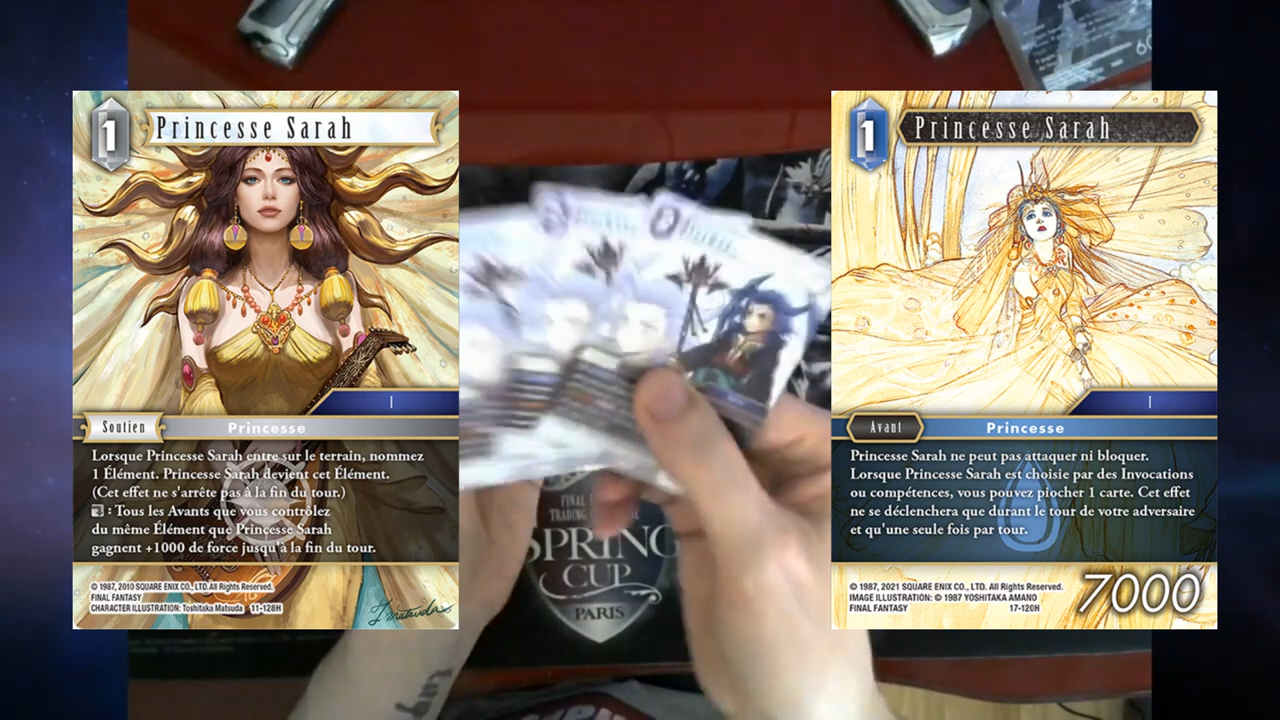 1
Princesse Sarah
I
Soutien
Princesse
Lorsque Princesse Sarah entre sur le terrain, nommez
1 Élément. Princesse Sarah devient cet Élément.
(Cet effet ne s'arrête pas à la fin du tour.)
: Tous les Avants que vous contrôlez
du même Élément que Princesse Sarah
gagnent +1000 de force jusqu'à la fin du tour.
© 1987, 2010 SQUARE ENIX CO., LTD. All Rights Reserved.
FINAL FANTASY
CHARACTER ILLUSTRATION: Toshitaka Matsuda 11-128H
T. matsuda
1
Princesse Sarah
I
Avant
Princesse
Princesse Sarah ne peut pas attaquer ni bloquer.
Lorsque Princesse Sarah est choisie par des Invocations
ou compétences, vous pouvez piocher 1 carte. Cet effet
ne se déclenchera que durant le tour de votre adversaire
et qu'une seule fois par tour.
© 1987, 2021 SQUARE ENIX CO., LTD. All Rights Reserved.
IMAGE ILLUSTRATION: © 1987 YOSHITAKA AMANO
FINAL FANTASY 17-120H
7000
FINAL
TRADING
SPRING
CUP
PARIS
60